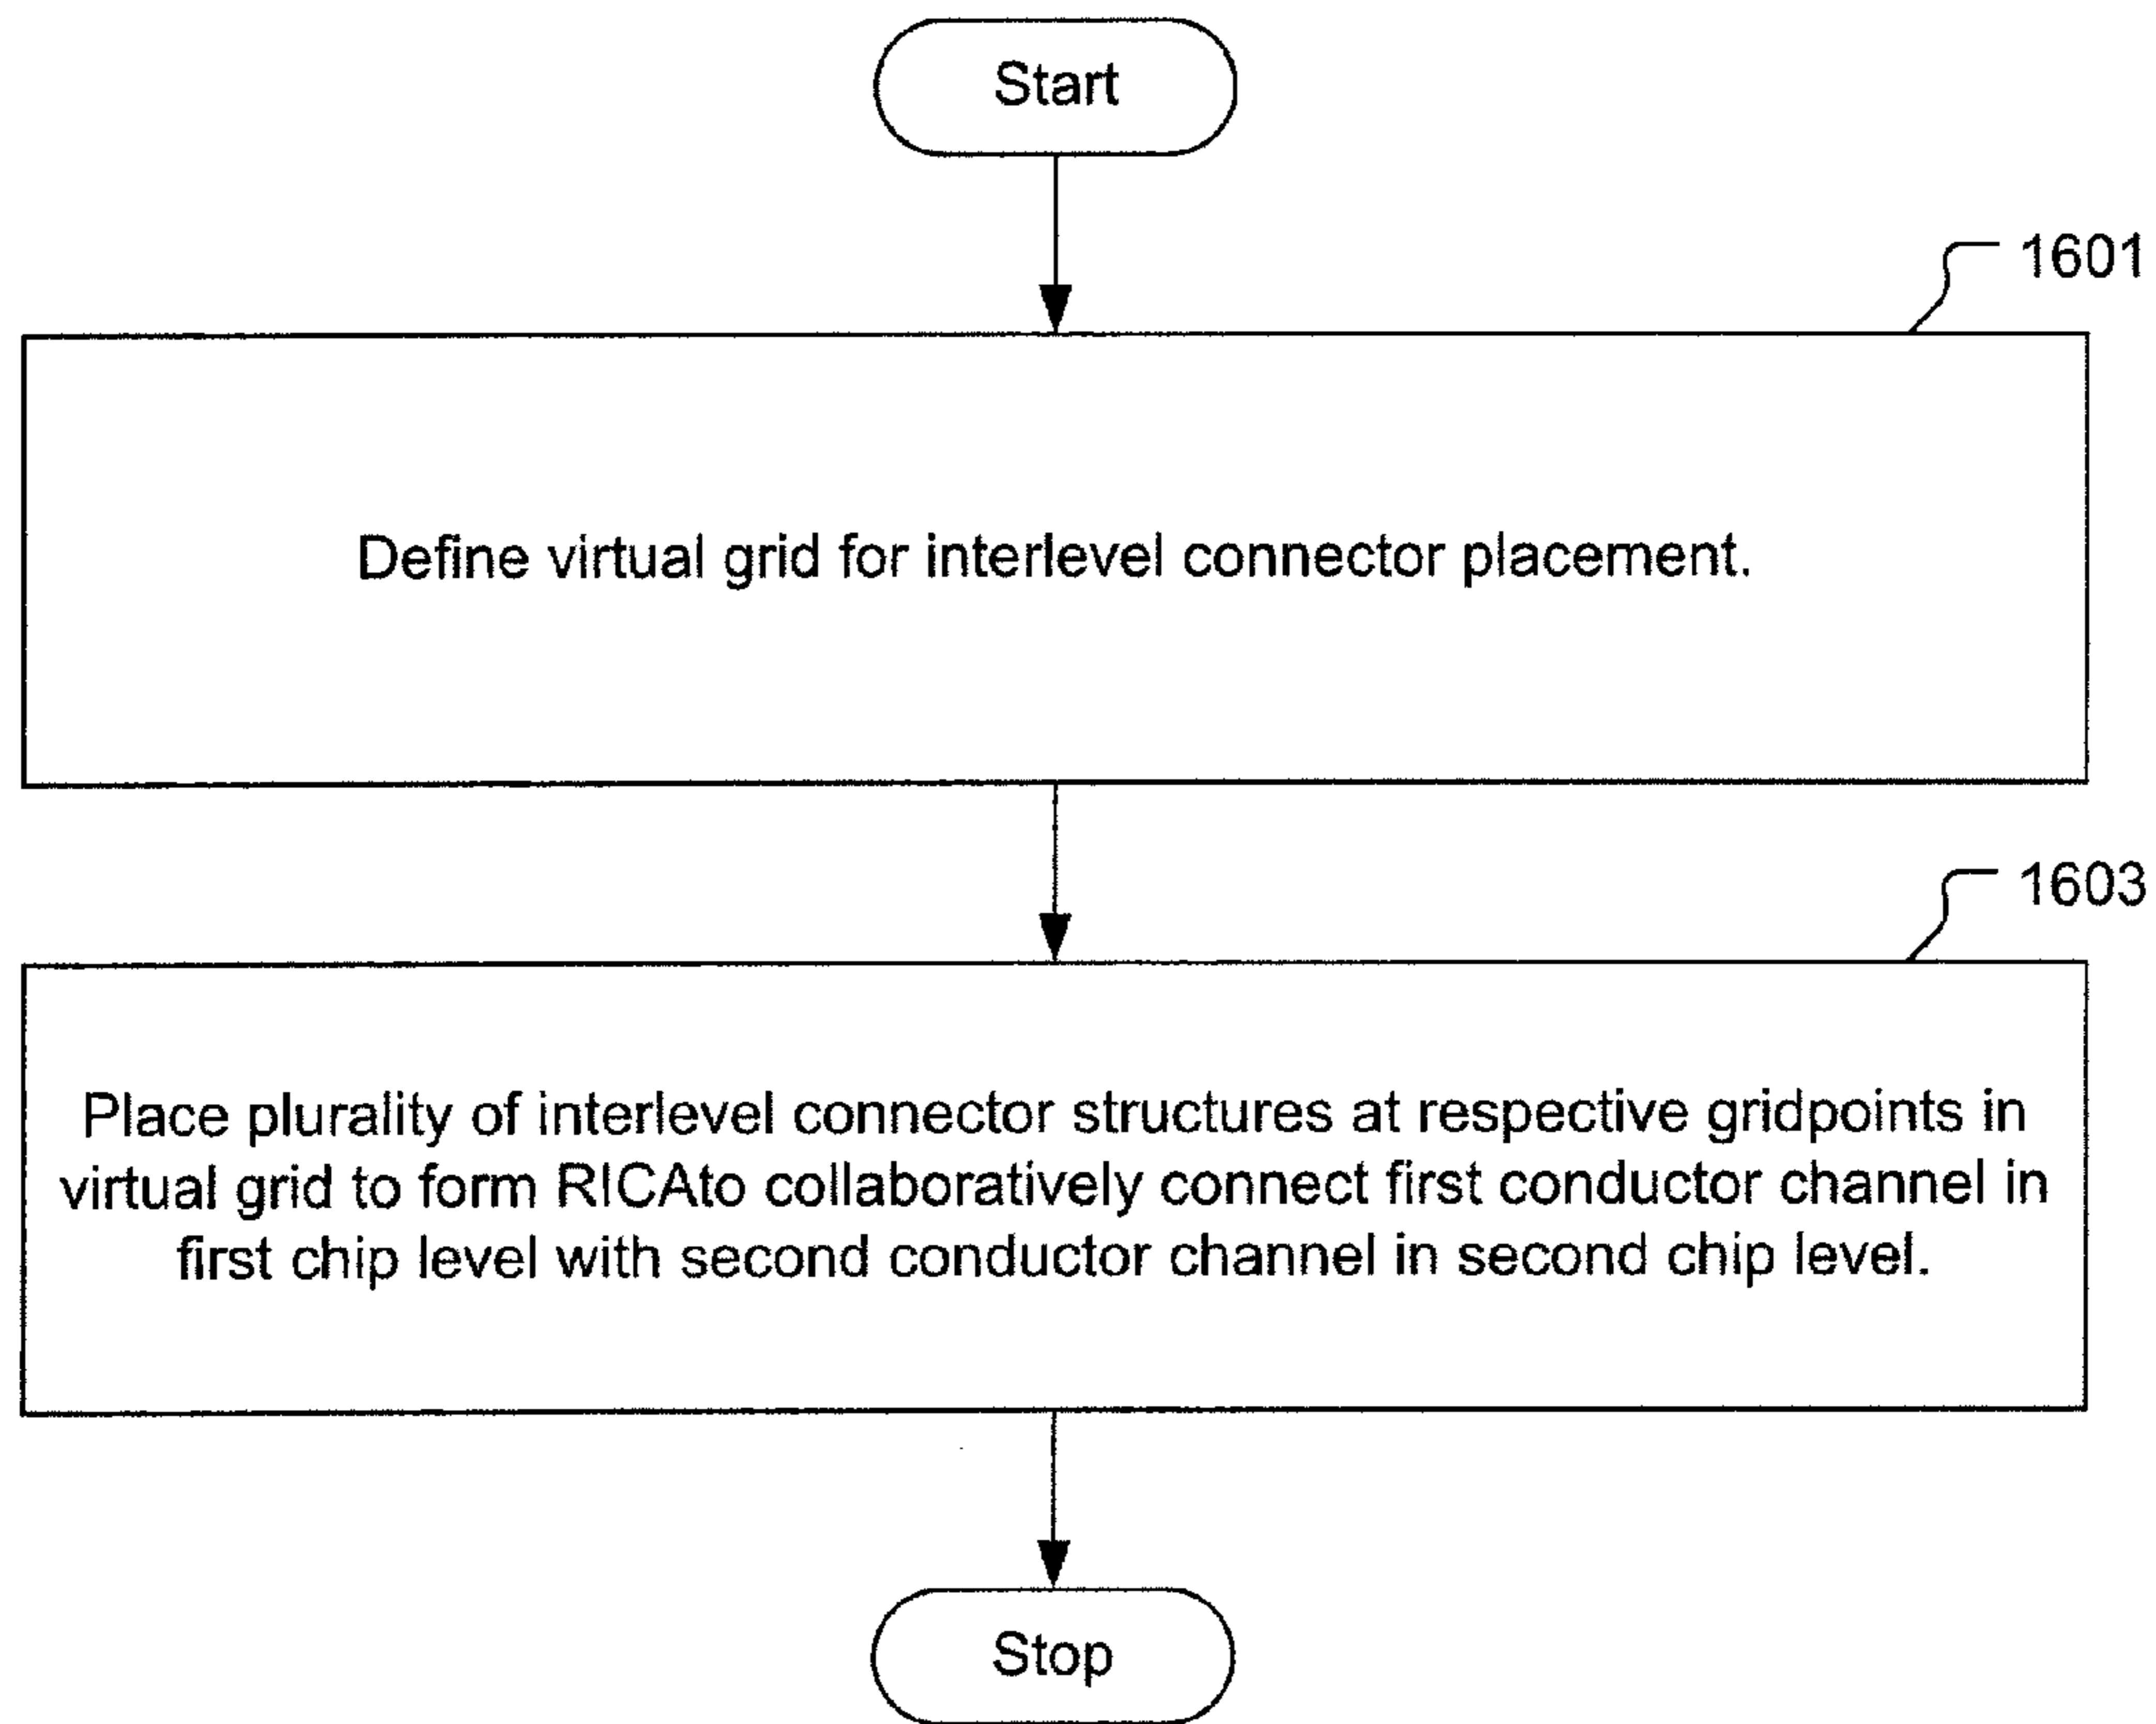 Start
1601
Define virtual grid for interlevel connector placement.
1603
Place plurality of interlevel connector structures at respective gridpoints in
virtual grid to form RICAto collaboratively connect first conductor channel in
first chip level with second conductor channel in second chip level.
Stop